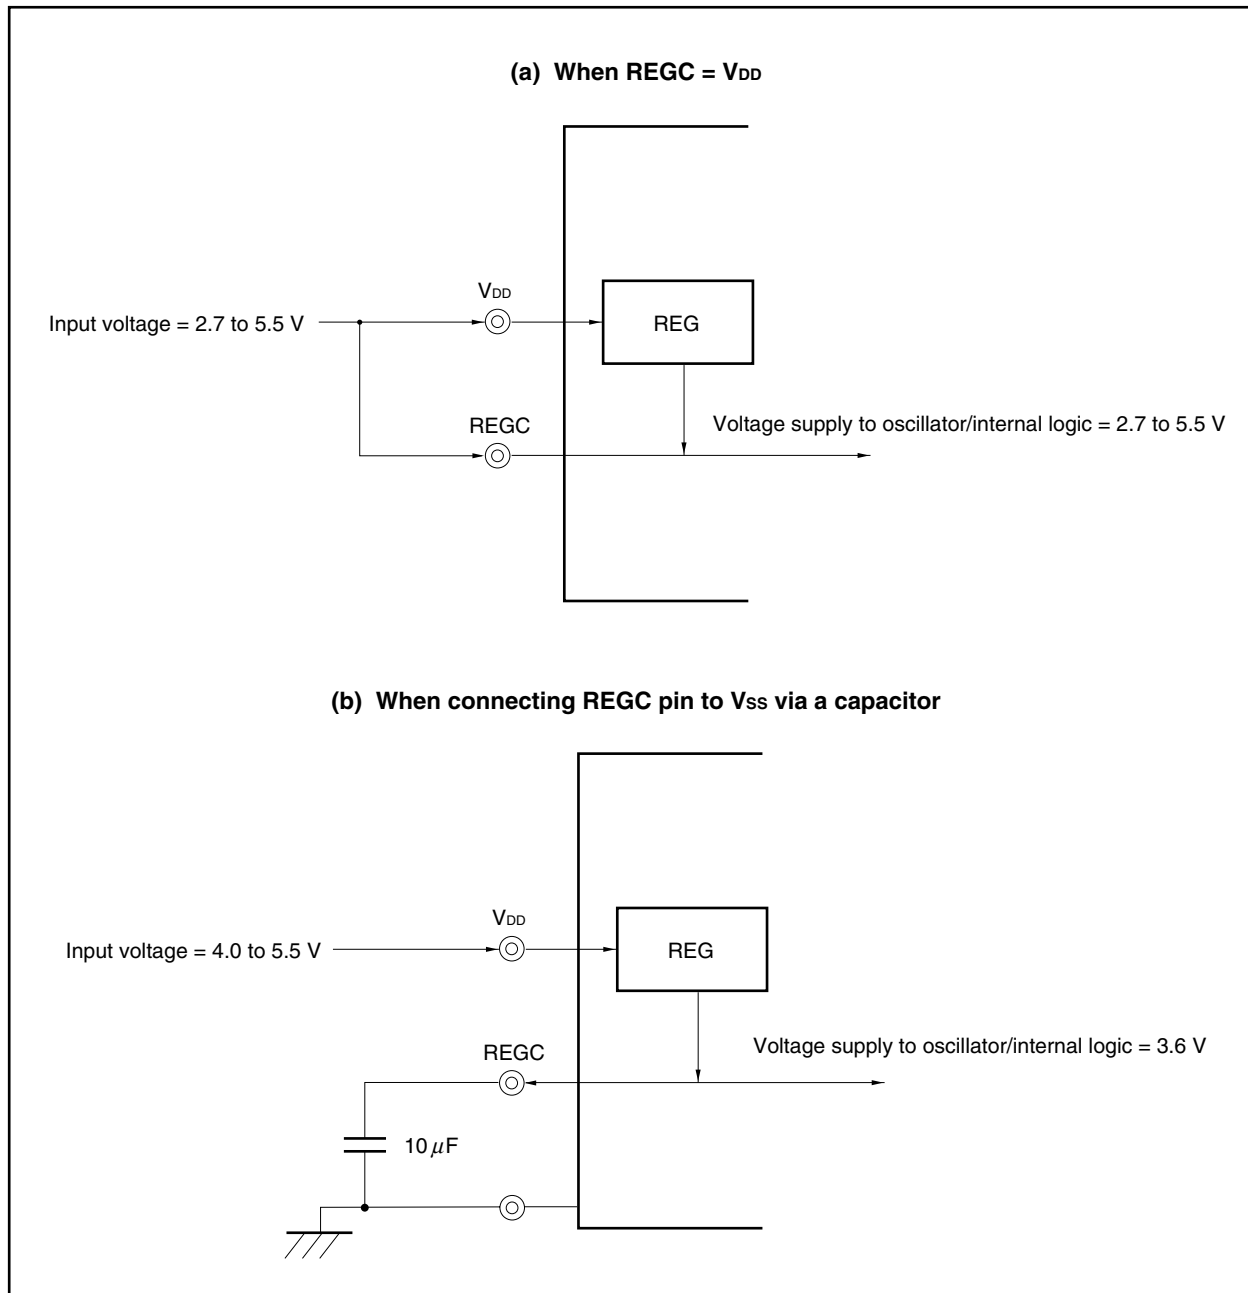 (a) When REGC = VDD
VDD
Input voltage = 2.7 to 5.5 V
REG
REGC
Voltage supply to oscillator/internal logic = 2.7 to 5.5 V
(b) When connecting REGC pin to VSS via a capacitor
VDD
Input voltage = 4.0 to 5.5 V
REG
REGC
Voltage supply to oscillator/internal logic = 3.6 V
10 μF